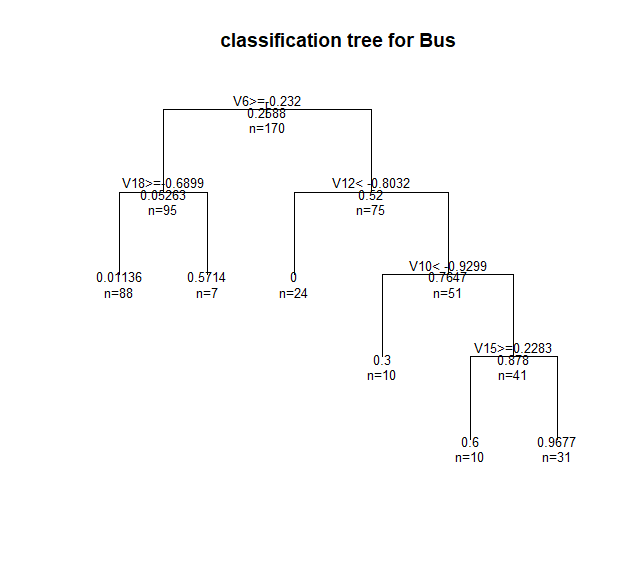 classification tree for Bus
V6>=-0.232
0.2588
n=170
V18>=-0.6899
0.05263
n=95
V12< -0.8032
0.52
n=75
0.01136
n=88
0.5714
n=7
0
n=24
V10< -0.9299
0.7647
n=51
0.3
n=10
V15>=0.2283
0.878
n=41
0.6
n=10
0.9677
n=31